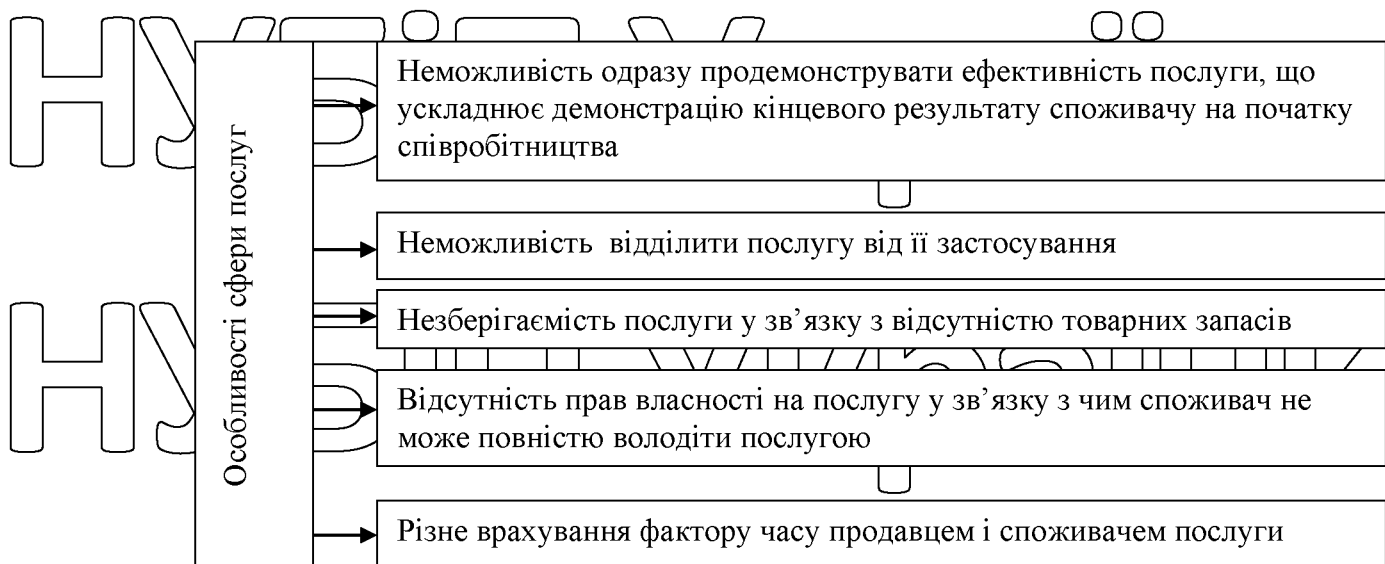 Особливості сфери послуг
Неможливість одразу продемонструвати ефективність послуги, що
ускладнює демонстрацію кінцевого результату споживачу на початку
співробітництва
Неможливість відділити послугу від її застосування
Незберігаємість послуги у зв’язку з відсутністю товарних запасів
Відсутність прав власності на послугу у зв’язку з чим споживач не
може повністю володіти послугою
Різне врахування фактору часу продавцем і споживачем послуги